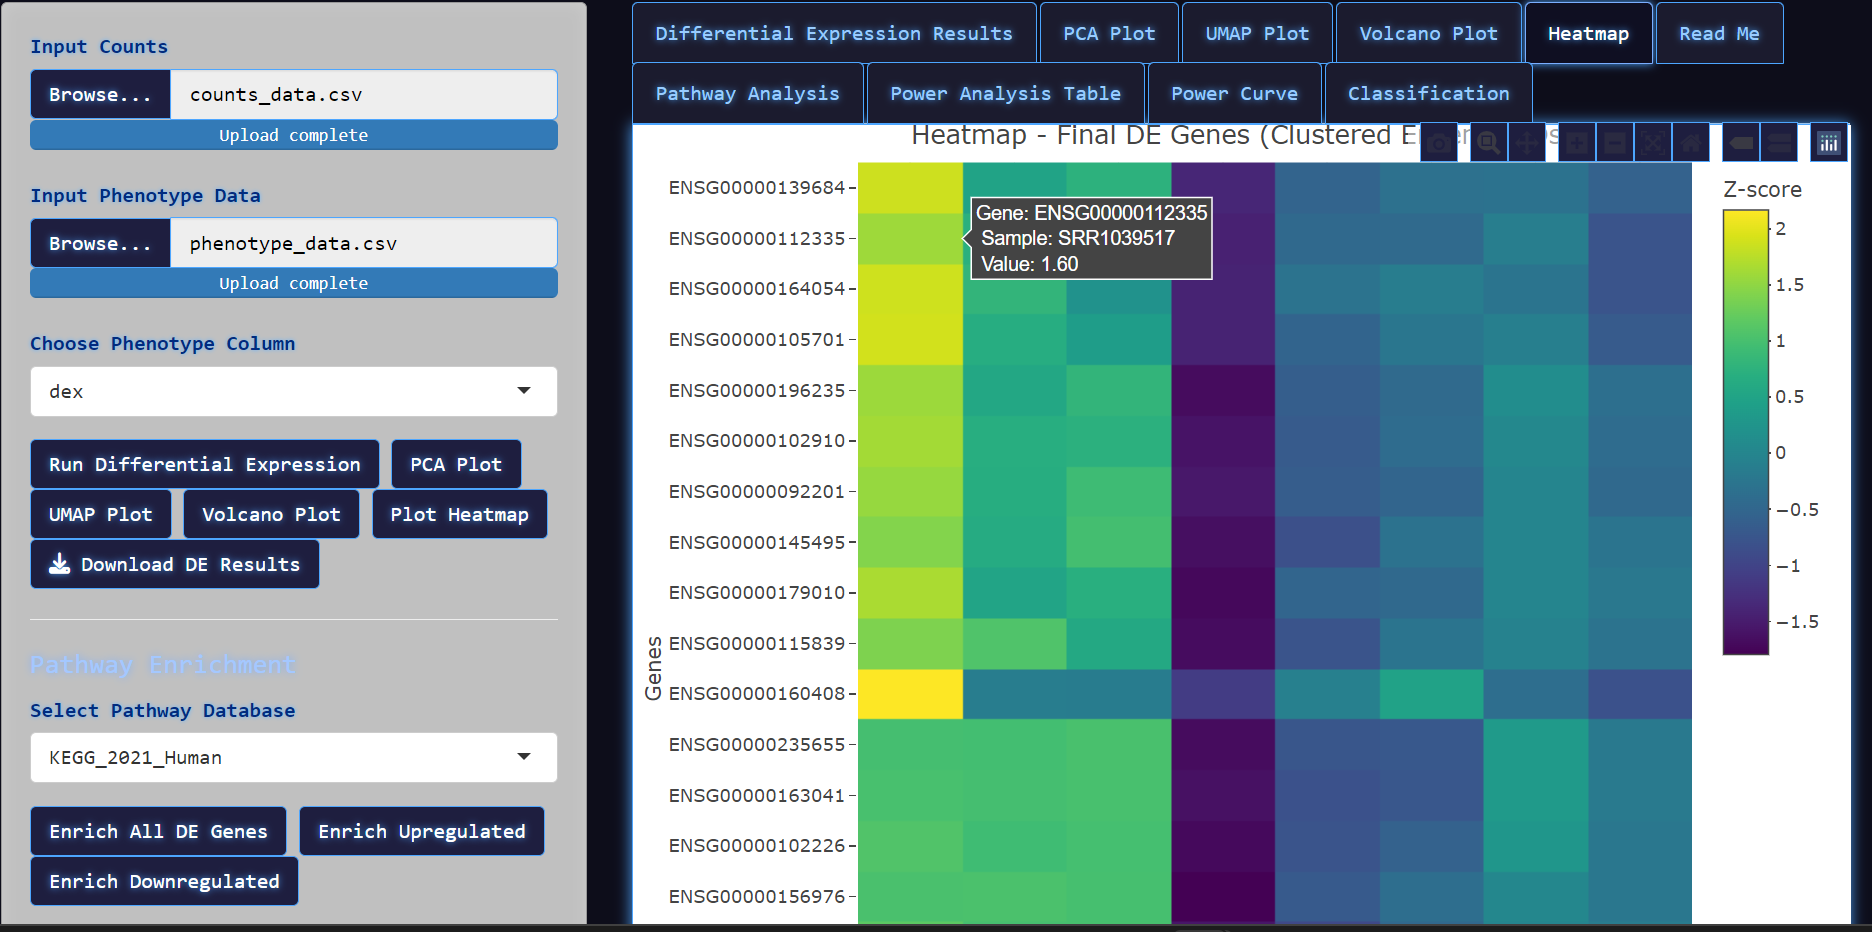 Input Counts
Browse... counts_data.csv
Upload complete
Input Phenotype Data
Browse... phenotype_data.csv
Upload complete
Choose Phenotype Column
dex
Run Differential Expression PCA Plot
UMAP Plot Volcano Plot Plot Heatmap
Download DE Results
Pathway Enrichment
Select Pathway Database
KEGG_2021_Human
Enrich All DE Genes Enrich Upregulated
Enrich Downregulated
Differential Expression Results PCA Plot UMAP Plot Volcano Plot Heatmap Read Me
Pathway Analysis Power Analysis Table Power Curve Classification
Heatmap - Final DE Genes (Clustered
Genes
ENSG00000139684
ENSG00000112335
ENSG00000164054
ENSG00000105701
ENSG00000196235
ENSG00000102910
ENSG00000092201
ENSG00000145495
ENSG00000179010
ENSG00000115839
ENSG00000160408
ENSG00000235655
ENSG00000163041
ENSG00000102226
ENSG00000156976
Gene: ENSG00000112335
Sample: SRR1039517
Value: 1.60
Z-score
2
1.5
1
0.5
0
−0.5
−1
−1.5